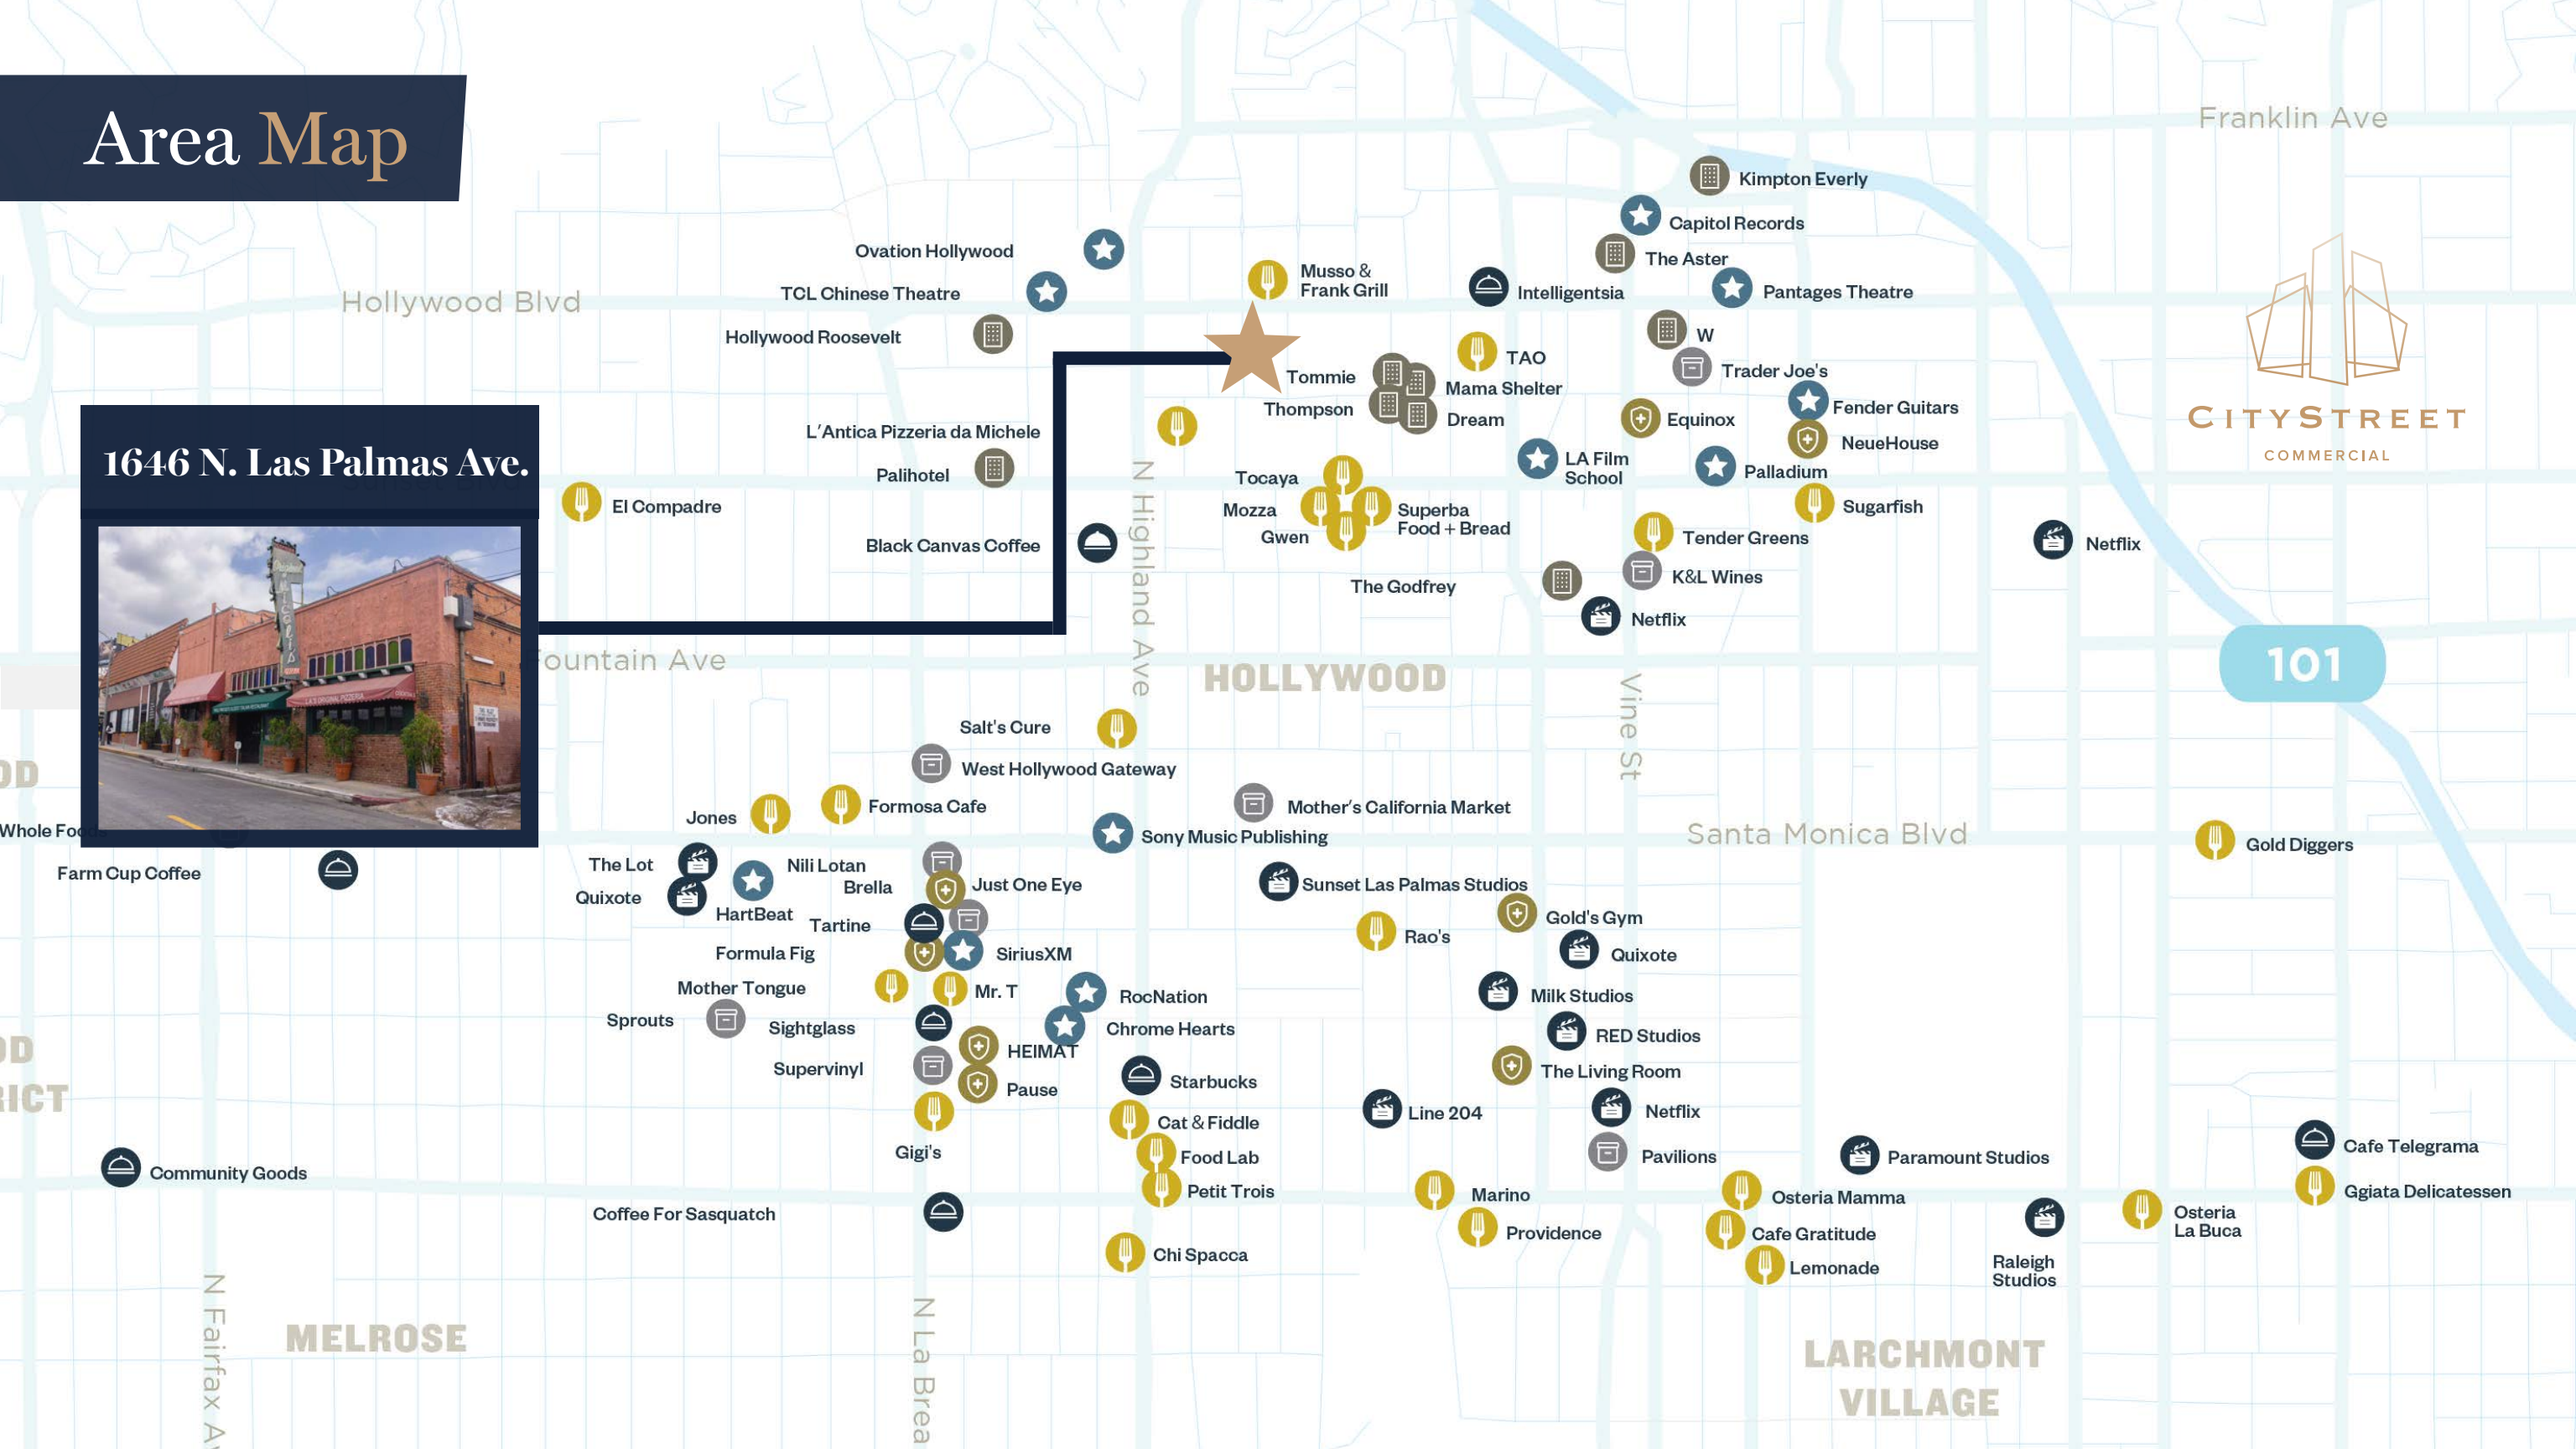 Area Map
Franklin Ave
Kimpton Everly
Capitol Records
Ovation Hollywood
The Aster
Musso &
Frank Grill
TCL Chinese Theatre
Intelligentsia
Pantages Theatre
Hollywood Blvd
Hollywood Roosevelt
W
TAO
Trader Joe's
Tommie
Mama Shelter
Thompson
Dream
Fender Guitars
Equinox
NeueHouse
CITYSTREET
COMMERCIAL
L'Antica Pizzeria da Michele
1646 N. Las Palmas Ave.
Palihotel
LA Film
School
Palladium
Tocaya
El Compadre
Mozza
Superba
Food + Bread
Gwen
Sugarfish
Tender Greens
Black Canvas Coffee
Netflix
N Highland Ave
The Godfrey
K&L Wines
Netflix
ountain Ave
HOLLYWOOD
101
Vine St
Salt's Cure
West Hollywood Gateway
OD
Jones
Formosa Cafe
Mother's California Market
Whole Foods
Sony Music Publishing
Santa Monica Blvd
Gold Diggers
Farm Cup Coffee
The Lot
Nili Lotan
Brella
Just One Eye
Sunset Las Palmas Studios
Quixote
HartBeat
Tartine
Gold's Gym
Rao's
Formula Fig
SiriusXM
Quixote
Mother Tongue
Mr. T
RocNation
Milk Studios
Sprouts
Sightglass
Chrome Hearts
RED Studios
OD
RICT
HEIMAT
Supervinyl
Pause
Starbucks
The Living Room
Line 204
Netflix
Cat & Fiddle
Gigi's
Food Lab
Pavilions
Paramount Studios
Cafe Telegrama
Community Goods
Petit Trois
Marino
Osteria Mamma
Ggiata Delicatessen
Coffee For Sasquatch
Providence
Cafe Gratitude
Osteria
La Buca
Chi Spacca
Lemonade
Raleigh
Studios
N Fairfax Av
N La Brea
MELROSE
LARCHMONT
VILLAGE